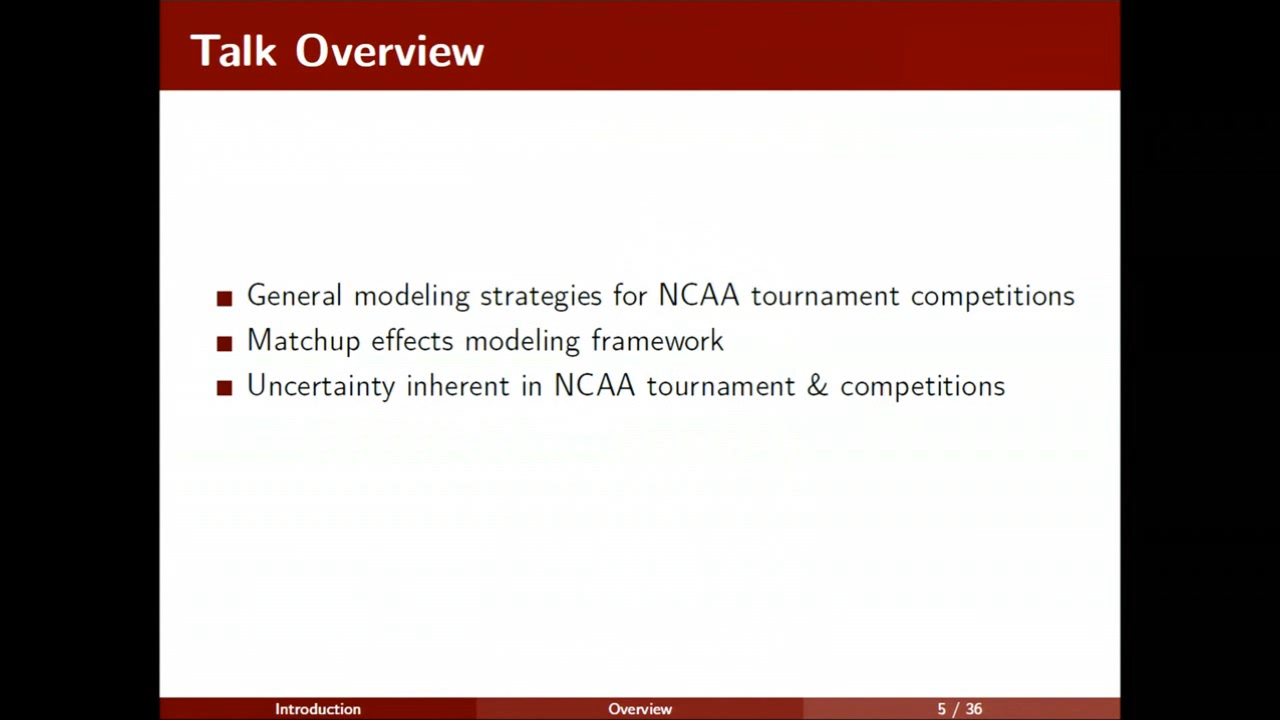 Talk Overview
General modeling strategies for NCAA tournament competitions
Matchup effects modeling framework
Uncertainty inherent in NCAA tournament & competitions
Introduction
Overview
5 / 36